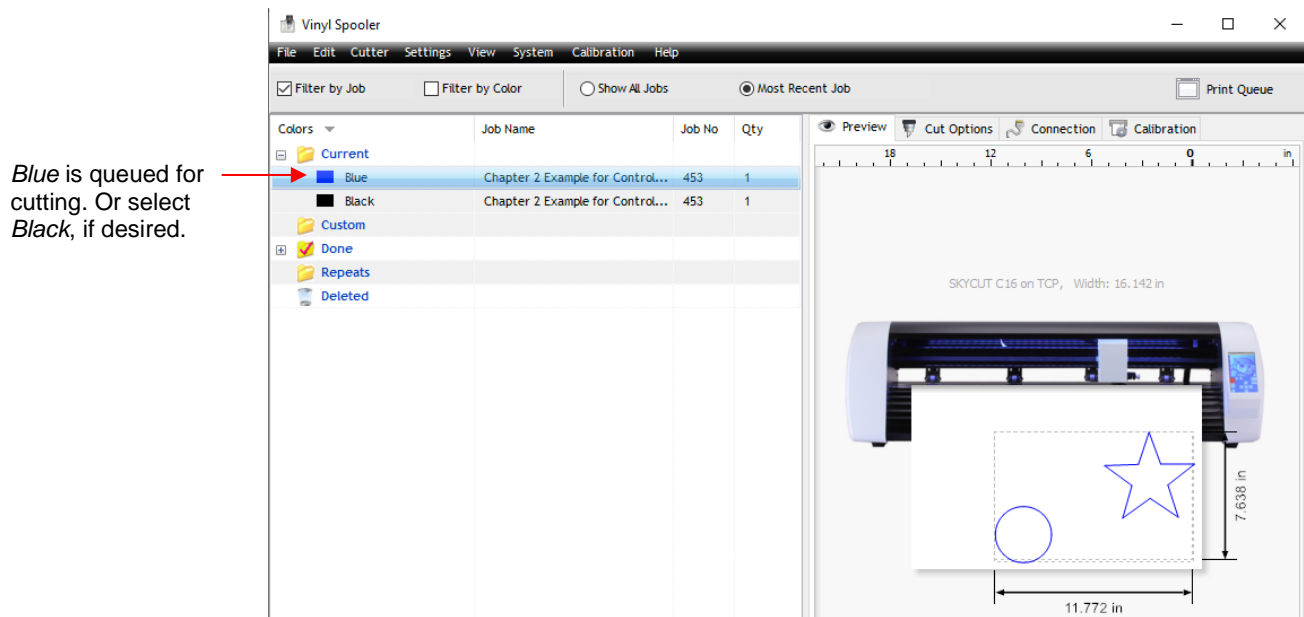 Vinyl Spooler
File Edit Cutter Settings View System Calibration Help
Filter by Job Filter by Color Show All Jobs Most Recent Job Print Queue
Colors Job Name Job No Qty
Current
Blue Chapter 2 Example for Control... 453 1
Black Chapter 2 Example for Control... 453 1
Custom
Done
Repeats
Deleted
Blue is queued for
cutting. Or select
Black, if desired.
Preview Cut Options Connection Calibration
18 12 6 0 in
SKYCUT C16 on TCP, Width: 16.142 in
7.638 in
11.772 in